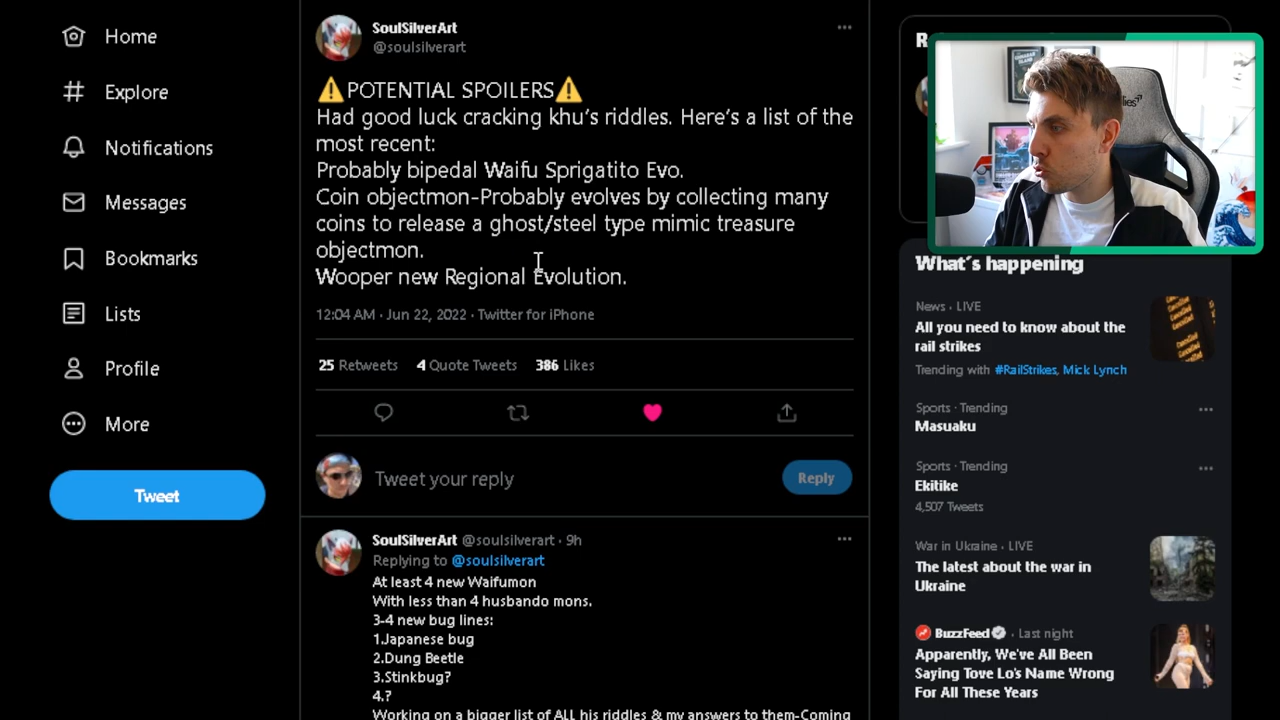 Home
Explore
Notifications
Messages
Bookmarks
Lists
Profile
More
Tweet
SoulSilverArt
@soulsilverart
⚠️POTENTIAL SPOILERS⚠️
Had good luck cracking khu's riddles. Here's a list of the
most recent:
Probably bipedal Waifu Sprigatito Evo.
Coin objectmon-Probably evolves by collecting many
coins to release a ghost/steel type mimic treasure
objectmon.
Wooper new Regional Evolution.
12:04 AM · Jun 22, 2022 · Twitter for iPhone
25 Retweets 4 Quote Tweets 386 Likes
Tweet your reply
Reply
SoulSilverArt @soulsilverart · 9h
Replying to @soulsilverart
At least 4 new Waifumon
With less than 4 husbando mons.
3-4 new bug lines:
1.Japanese bug
2.Dung Beetle
3.Stinkbug?
4.?
Working on a bigger list of ALL his riddles & my answers to them-Coming
What's happening
News · LIVE
All you need to know about the
rail strikes
Trending with #RailStrikes, Mick Lynch
Sports · Trending
Masuaku
Sports · Trending
Ekitike
4,507 Tweets
War in Ukraine · LIVE
The latest about the war in
Ukraine
BuzzFeed · Last night
Apparently, We've All Been
Saying Tove Lo's Name Wrong
For All These Years